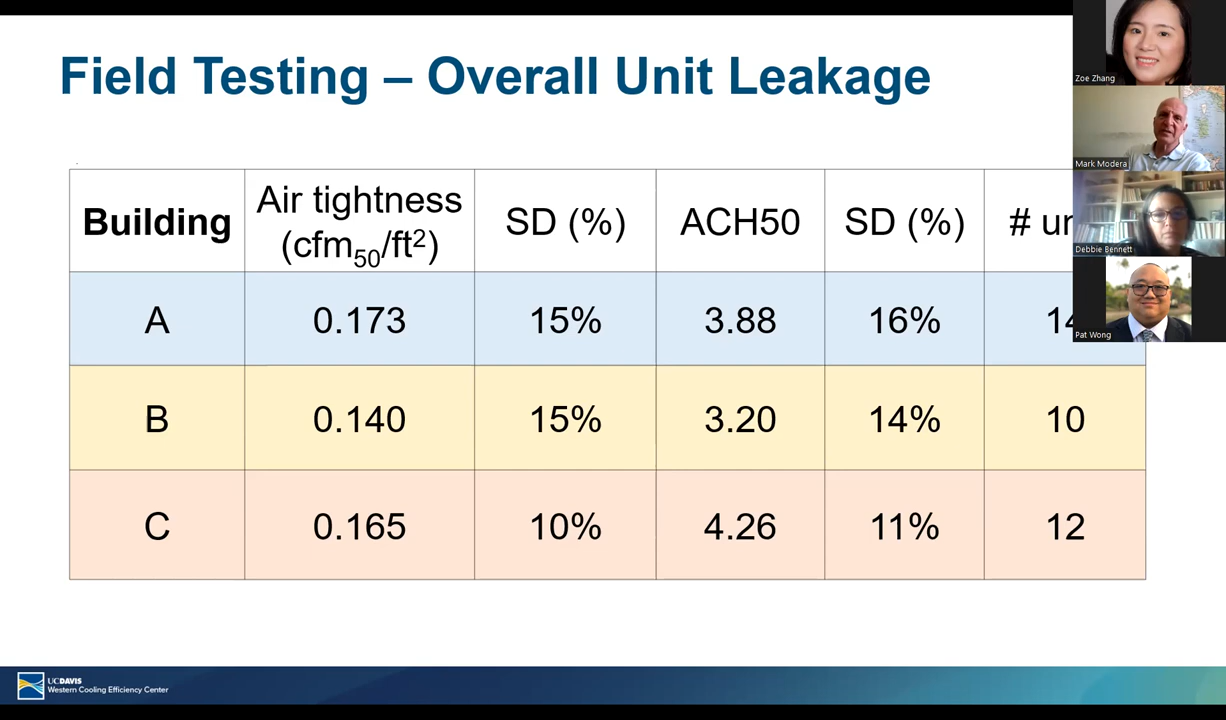 Field Testing – Overall Unit Leakage
Zoe Zhang
Mark Modera
Debbie Bennett
Pat Wong
Building Air tightness (cfm50/ft²) SD (%) ACH50 SD (%) #
A 0.173 15% 3.88 16%
B 0.140 15% 3.20 14% 10
C 0.165 10% 4.26 11% 12
UCDAVIS
Western Cooling Efficiency Center